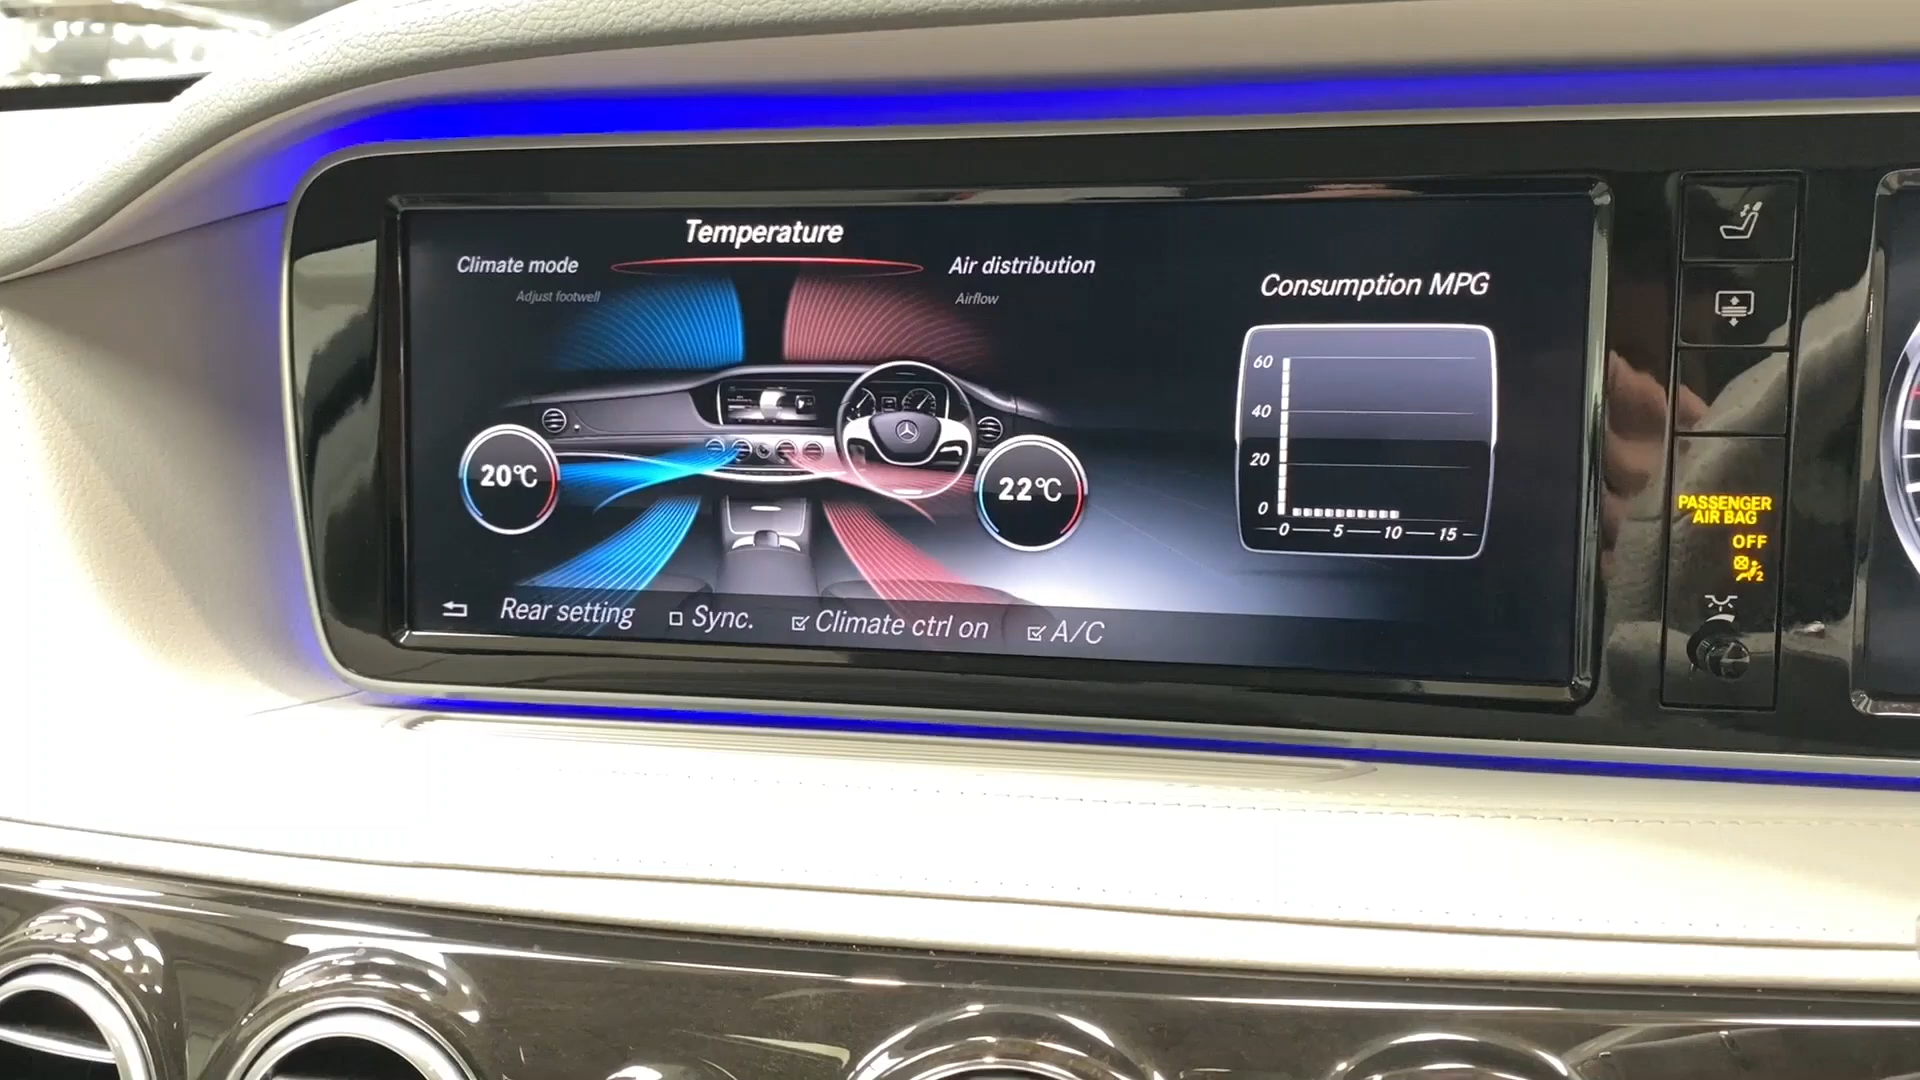 Temperature
Climate mode
Air distribution
Adjust footwell
Airflow
20°C
22°C
Rear setting
Sync.
Climate ctrl on
A/C
Consumption MPG
60
40
20
0
0 5 10 15
PASSENGER
AIR BAG
OFF
2